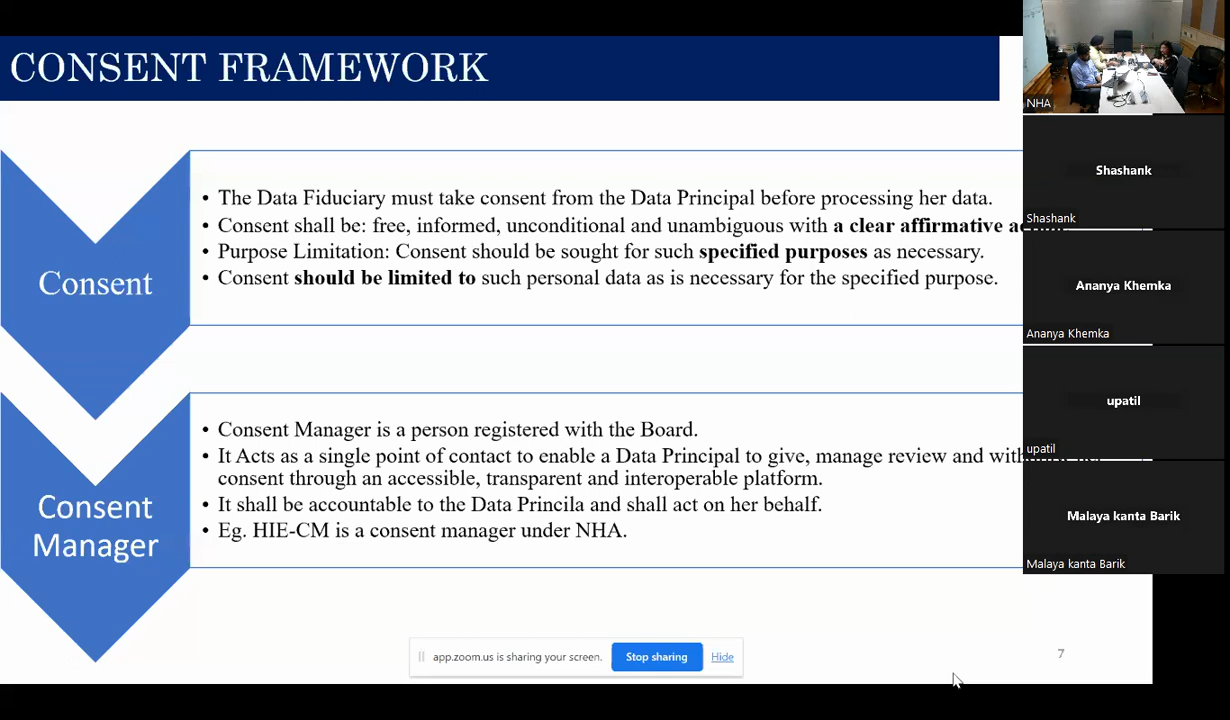 CONSENT FRAMEWORK
Consent
• The Data Fiduciary must take consent from the Data Principal before processing her data.
• Consent shall be: free, informed, unconditional and unambiguous with a clear affirmative
• Purpose Limitation: Consent should be sought for such specified purposes as necessary.
• Consent should be limited to such personal data as is necessary for the specified purpose.
Consent
Manager
• Consent Manager is a person registered with the Board.
• It Acts as a single point of contact to enable a Data Principal to give, manage review and
consent through an accessible, transparent and interoperable platform.
• It shall be accountable to the Data Princila and shall act on her behalf.
• Eg. HIE-CM is a consent manager under NHA.
app.zoom.us is sharing your screen.
Stop sharing
Hide
7
NHA
Shashank
Shashank
Ananya Khemka
Ananya Khemka
upatil
upatil
Malaya kanta Barik
Malaya kanta Barik